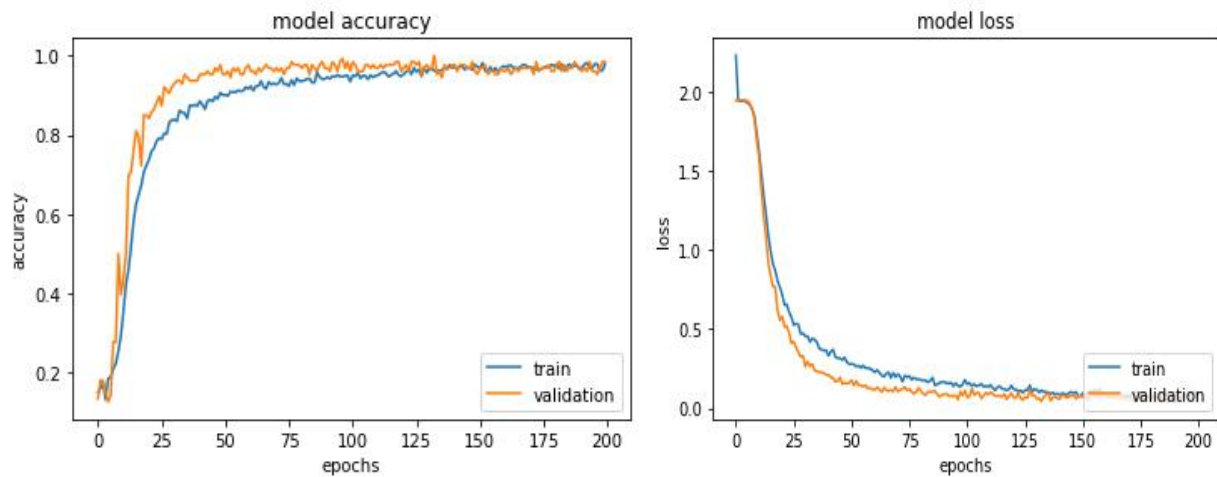 model accuracy
1.0
0.8
0.6
0.4
0.2
accuracy
train
validation
0 25 50 75 100 125 150 175 200
epochs
model loss
2.0
1.5
1.0
0.5
0.0
loss
train
validation
0 25 50 75 100 125 150 175 200
epochs